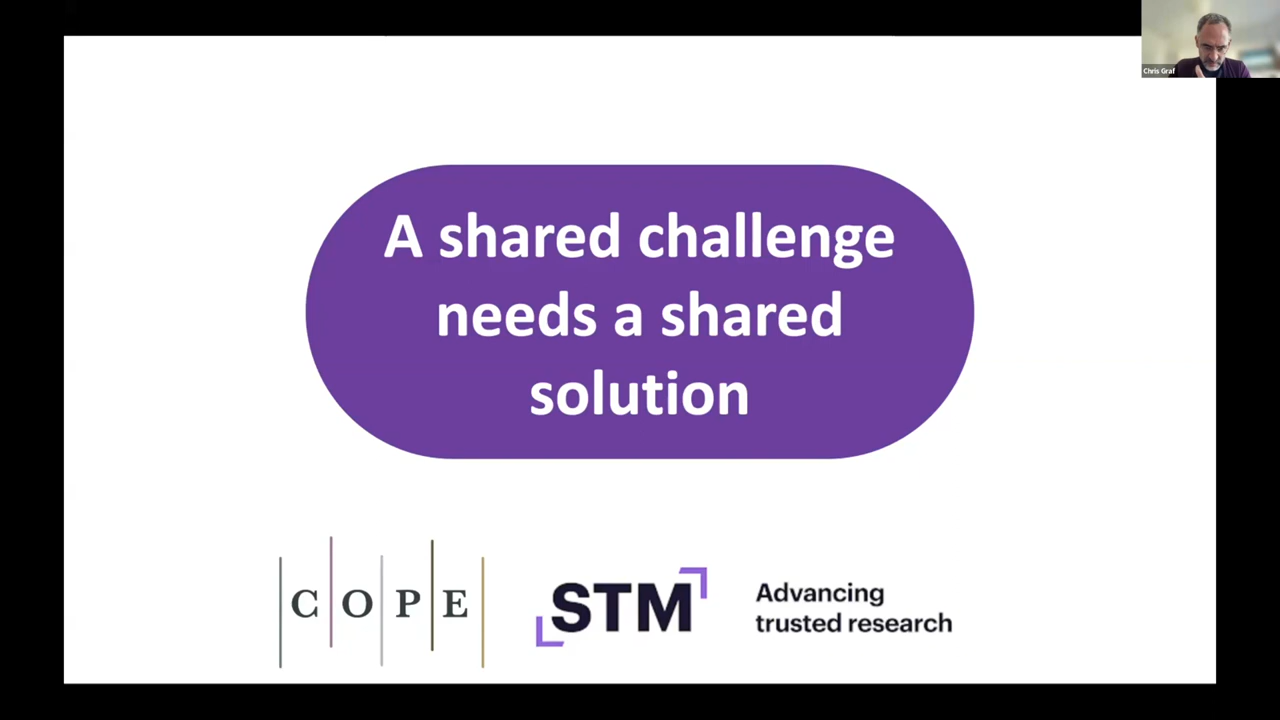 Chris Graf
A shared challenge
needs a shared
solution
COPE
STM
Advancing
trusted research